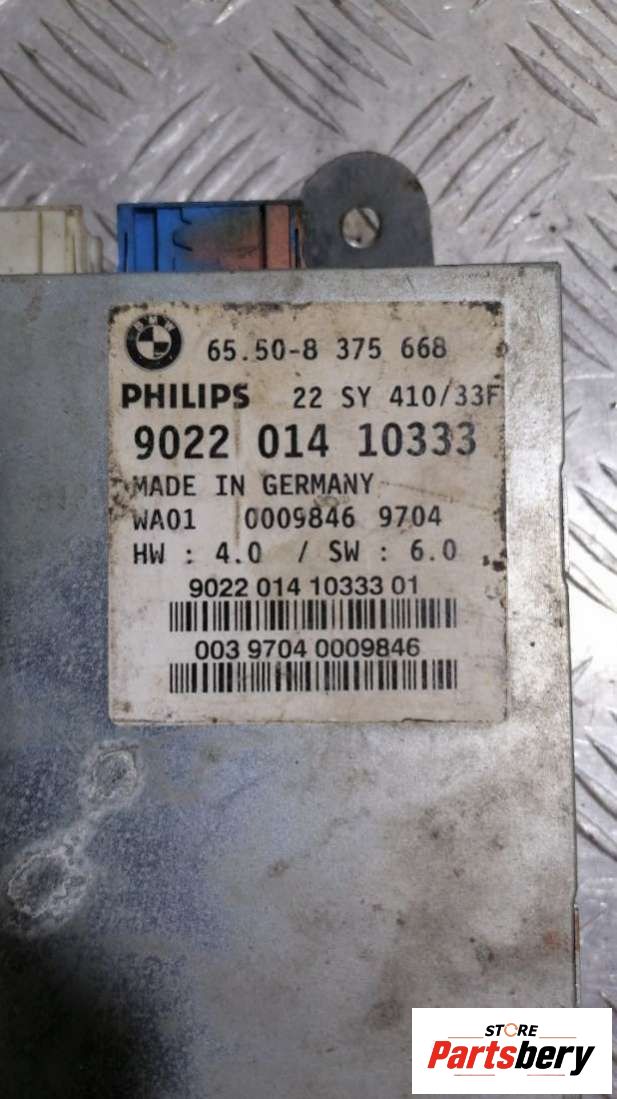 BMW
65.50-8 375 668
PHILIPS 22 SY 410/33F
9022 014 10333
MADE IN GERMANY
WA01 0009846 9704
HW : 4.0 / SW : 6.0
9022 014 10333 01
003 9704 0009846
STORE
Partsbery